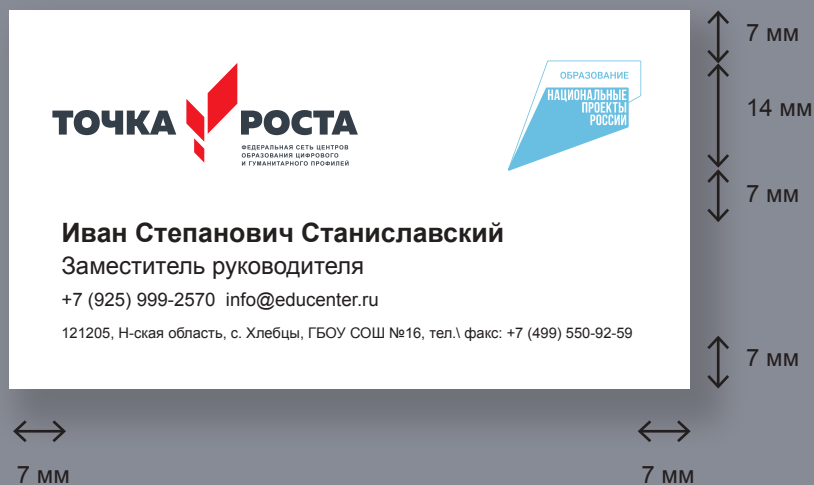 7 мм
ТОЧКА РОСТА
ФЕДЕРАЛЬНАЯ СЕТЬ ЦЕНТРОВ
ОБРАЗОВАНИЯ ЦИФРОВОГО
И ГУМАНИТАРНОГО ПРОФИЛЕЙ
ОБРАЗОВАНИЕ
НАЦИОНАЛЬНЫЕ
ПРОЕКТЫ
РОССИИ
14 мм
7 мм
Иван Степанович Станиславский
Заместитель руководителя
+7 (925) 999-2570 info@educenter.ru
121205, Н-ская область, с. Хлебцы, ГБОУ СОШ №16, тел.\ факс: +7 (499) 550-92-59
7 мм
7 мм
7 мм